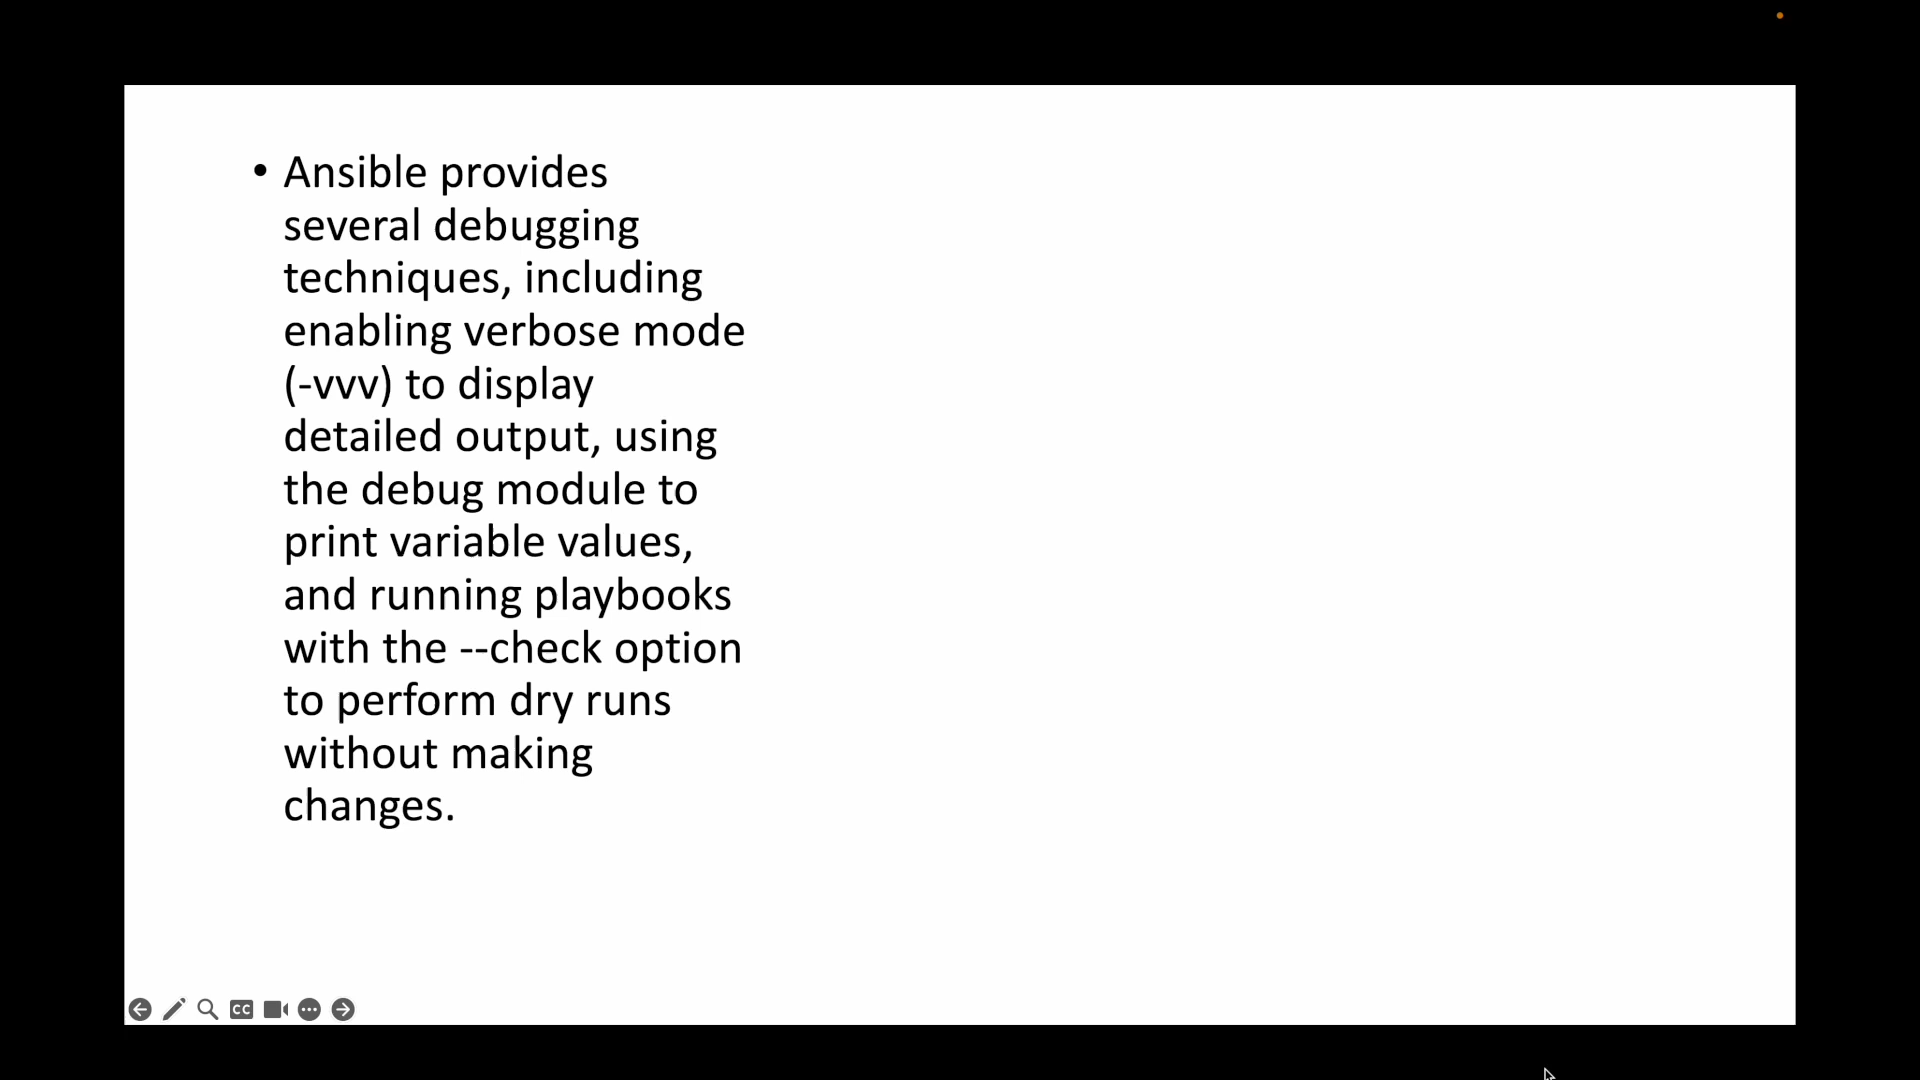 • Ansible provides
several debugging
techniques, including
enabling verbose mode
(-vvv) to display
detailed output, using
the debug module to
print variable values,
and running playbooks
with the --check option
to perform dry runs
without making
changes.
CC